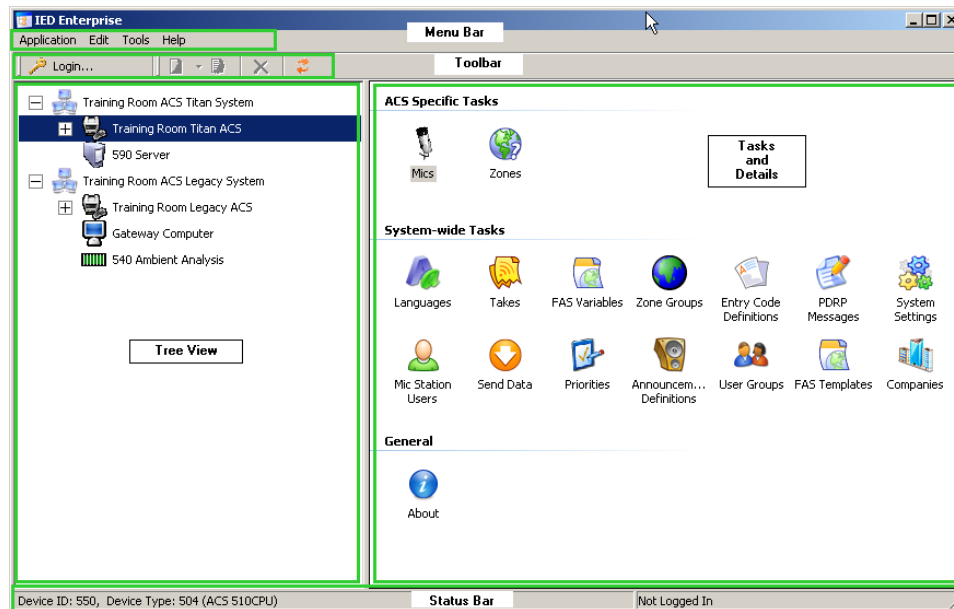 IED Enterprise
Menu Bar
Application Edit Tools Help
Login...
Toolbar
Training Room ACS Titan System
Training Room Titan ACS
590 Server
Training Room ACS Legacy System
Training Room Legacy ACS
Gateway Computer
540 Ambient Analysis
Tree View
ACS Specific Tasks
Mics Zones
Tasks
and
Details
System-wide Tasks
Languages Takes FAS Variables Zone Groups Entry Code PDRP System
Definitions Messages Settings
Mic Station Send Data Priorities Announcem... User Groups FAS Templates Companies
Users Definitions
General
About
Device ID: 550, Device Type: 504 (ACS 510CPU) Status Bar Not Logged In